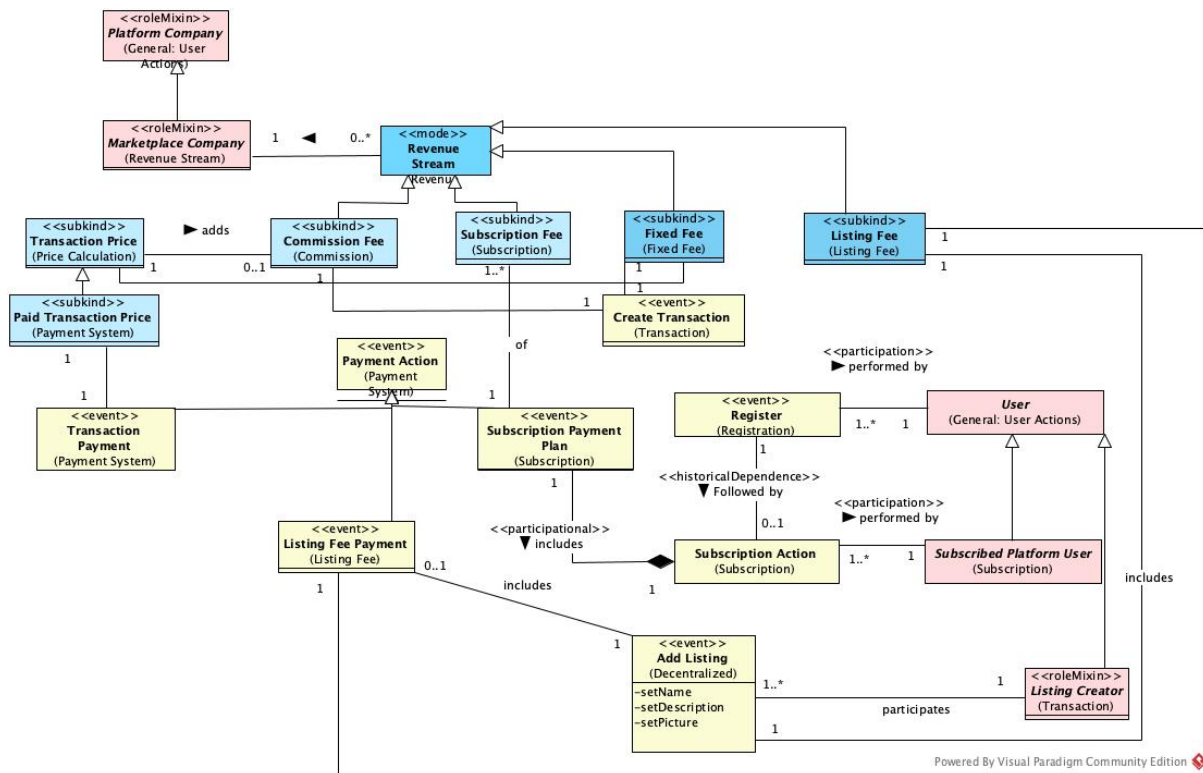 <<roleMixin>>
Platform Company
(General: User
Actions)
<<roleMixin>>
Marketplace Company
(Revenue Stream)
1
◄
0..*
<<mode>>
Revenue
Stream
Revenu
<<subkind>>
Transaction Price
(Price Calculation)
► adds
1
0..1
<<subkind>>
Commission Fee
(Commission)
1
<<subkind>>
Subscription Fee
(Subscription)
1..*
<<subkind>>
Fixed Fee
(Fixed Fee)
1
1
<<subkind>>
Listing Fee
(Listing Fee)
1
1
<<subkind>>
Paid Transaction Price
(Payment System)
1
1
<<event>>
Create Transaction
(Transaction)
1
<<event>>
Payment Action
(Payment
System)
of
<<participation>>
► performed by
1
<<event>>
Transaction
Payment
(Payment System)
1
<<event>>
Subscription Payment
Plan
(Subscription)
1
<<event>>
Register
(Registration)
1
1..*
1
User
(General: User Actions)
<<historicalDependence>>
▼ Followed by
0..1
<<participation>>
► performed by
<<participational>>
▼ includes
1
<<event>>
Listing Fee Payment
(Listing Fee)
0..1
1
<<event>>
Subscription Action
(Subscription)
1..*
1
Subscribed Platform User
(Subscription)
includes
includes
1
<<event>>
Add Listing
(Decentralized)
-setName
-setDescription
-setPicture
1..*
1
participates
1
<<roleMixin>>
Listing Creator
(Transaction)
Powered By Visual Paradigm Community Edition